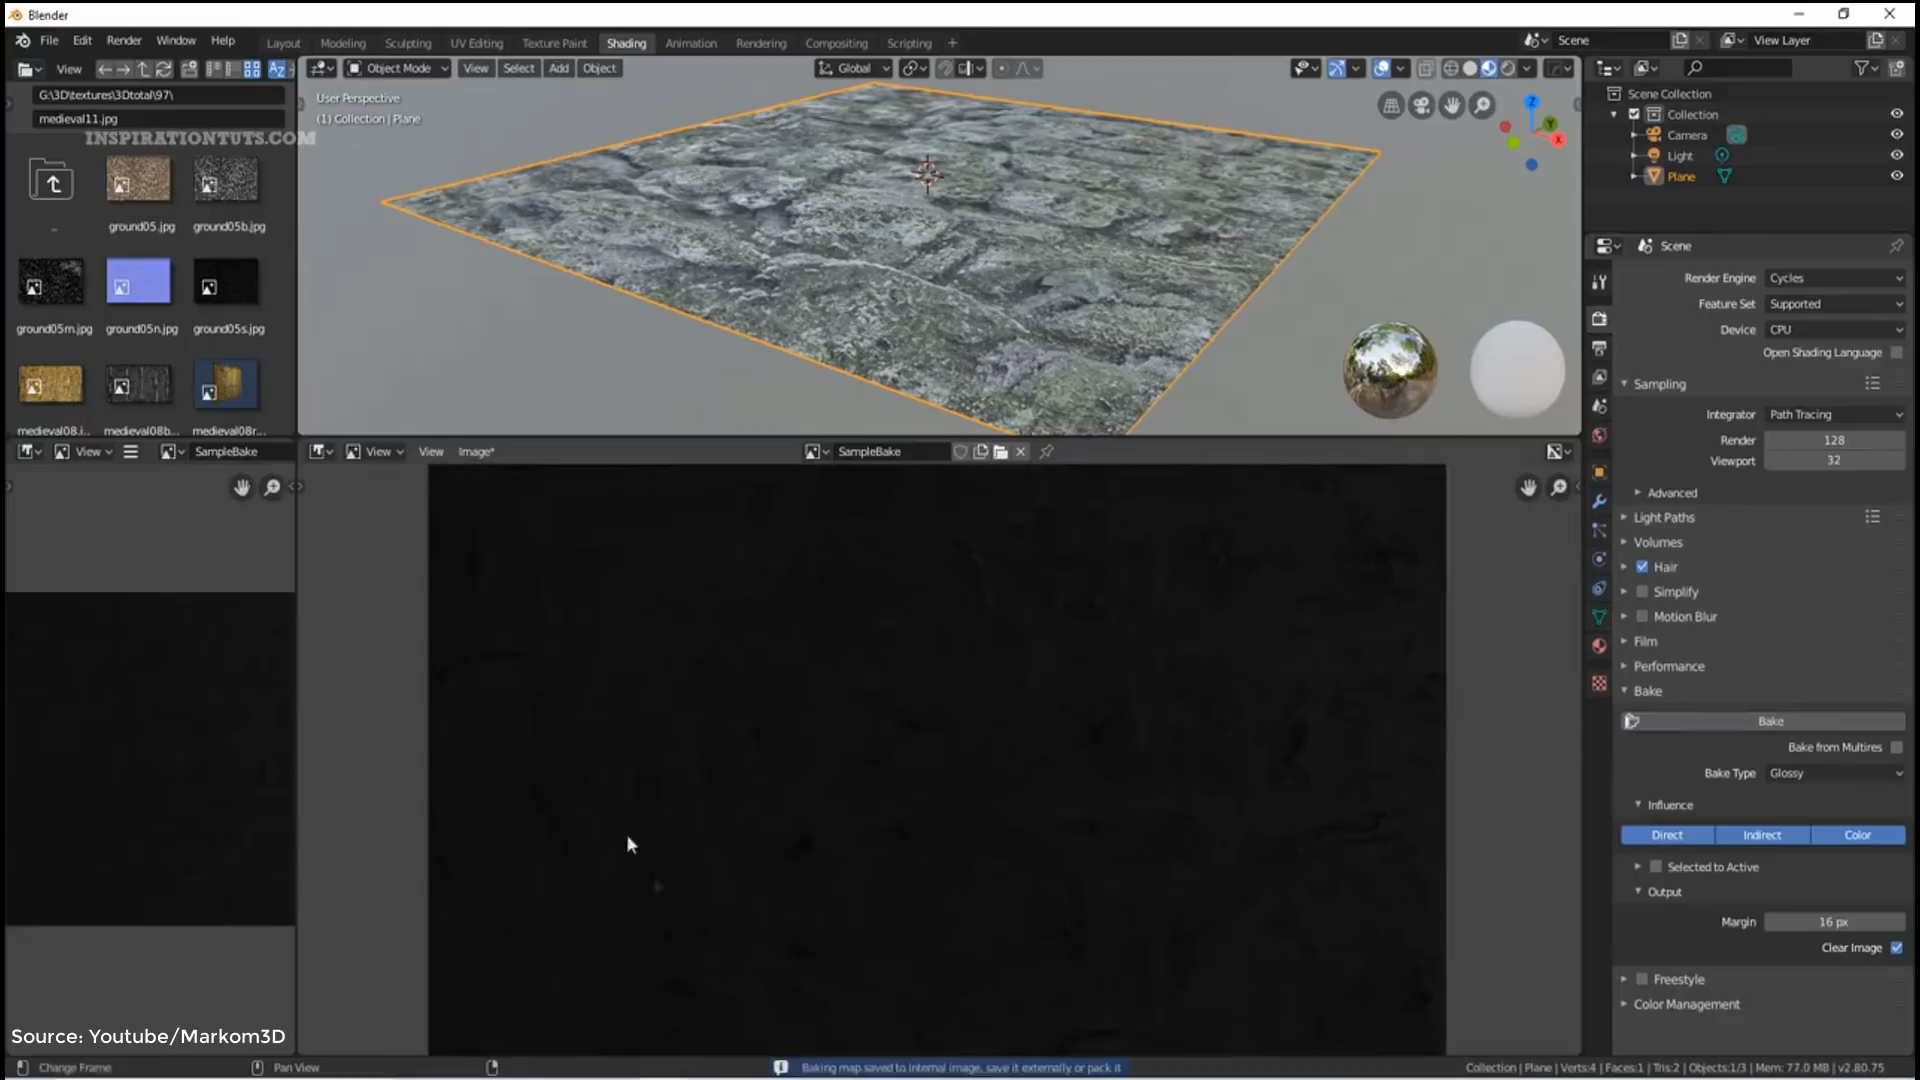 Blender
File Edit Render Window Help
Layout Modeling Sculpting UV Editing Texture Paint Shading Animation Rendering Compositing Scripting +
Scene
View Layer
View
Object Mode View Select Add Object
Global
G:\3D\textures\3Dtotal\97\
medieval11.jpg
INSPIRATIONTUTS.COM
..
ground05.jpg ground05b.jpg
ground05m.jpg ground05n.jpg ground05s.jpg
medieval08.j... medieval08b... medieval08r...
User Perspective
(1) Collection | Plane
Z
Y
X
Scene Collection
Collection
Camera
Light
Plane
Scene
Render Engine Cycles
Feature Set Supported
Device CPU
Open Shading Language
Sampling
Integrator Path Tracing
Render 128
Viewport 32
Advanced
Light Paths
Volumes
Hair
Simplify
Motion Blur
Film
Performance
Bake
Bake
Bake from Multires
Bake Type Glossy
Influence
Direct Indirect Color
Selected to Active
Output
Margin 16 px
Clear Image
Freestyle
Color Management
View SampleBake
View View Image* SampleBake
Source: Youtube/Markom3D
Change Frame Pan View
Baking map saved to internal image, save it externally or pack it
Collection | Plane | Verts:4 | Faces:1 | Tris:2 | Objects:1/3 | Mem: 77.0 MB | v2.80.75